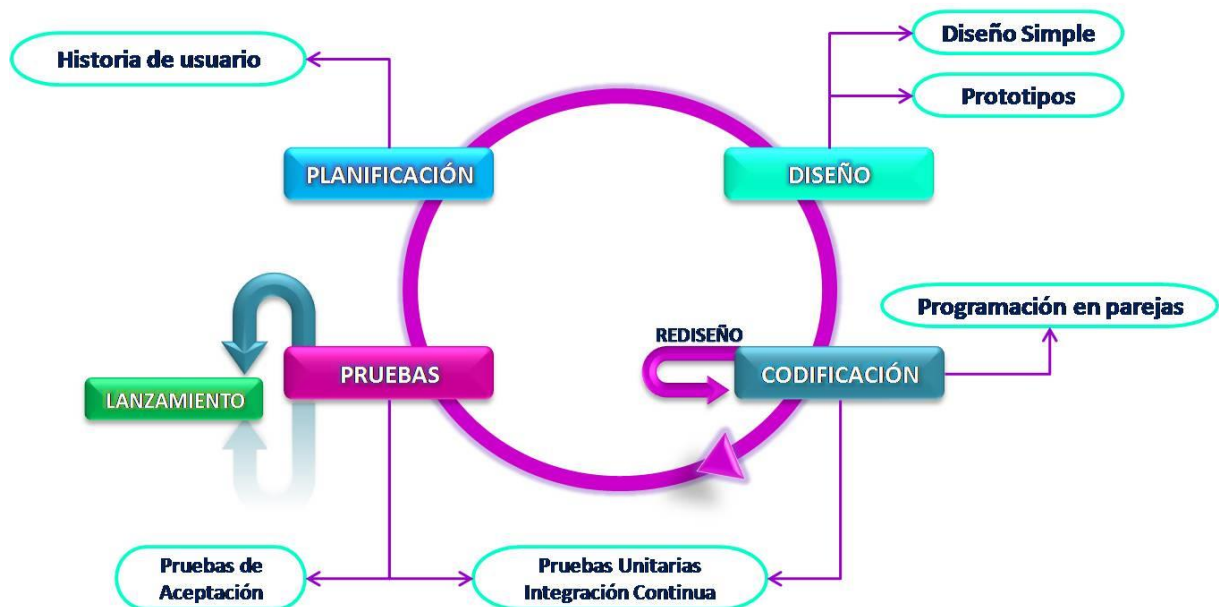 Diseño Simple
Historia de usuario
Prototipos
PLANIFICACIÓN
DISEÑO
Programación en parejas
REDISEÑO
PRUEBAS
CODIFICACIÓN
LANZAMIENTO
Pruebas de
Aceptación
Pruebas Unitarias
Integración Continua